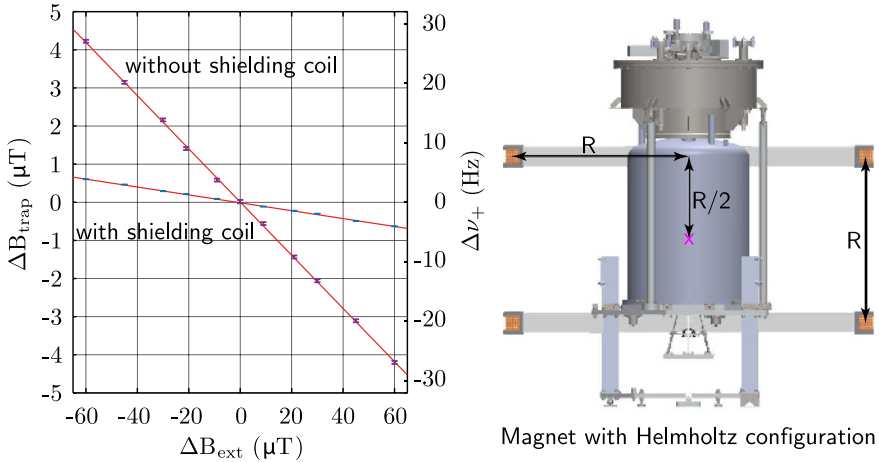 5
4
3
2
1
0
-1
-2
-3
-4
-5
ΔB_trap (μT)
without shielding coil
with shielding coil
30
20
10
0
-10
-20
-30
Δν_+ (Hz)
-60 -40 -20 0 20 40 60
ΔB_ext (μT)
R
R/2
R
x
Magnet with Helmholtz configuration